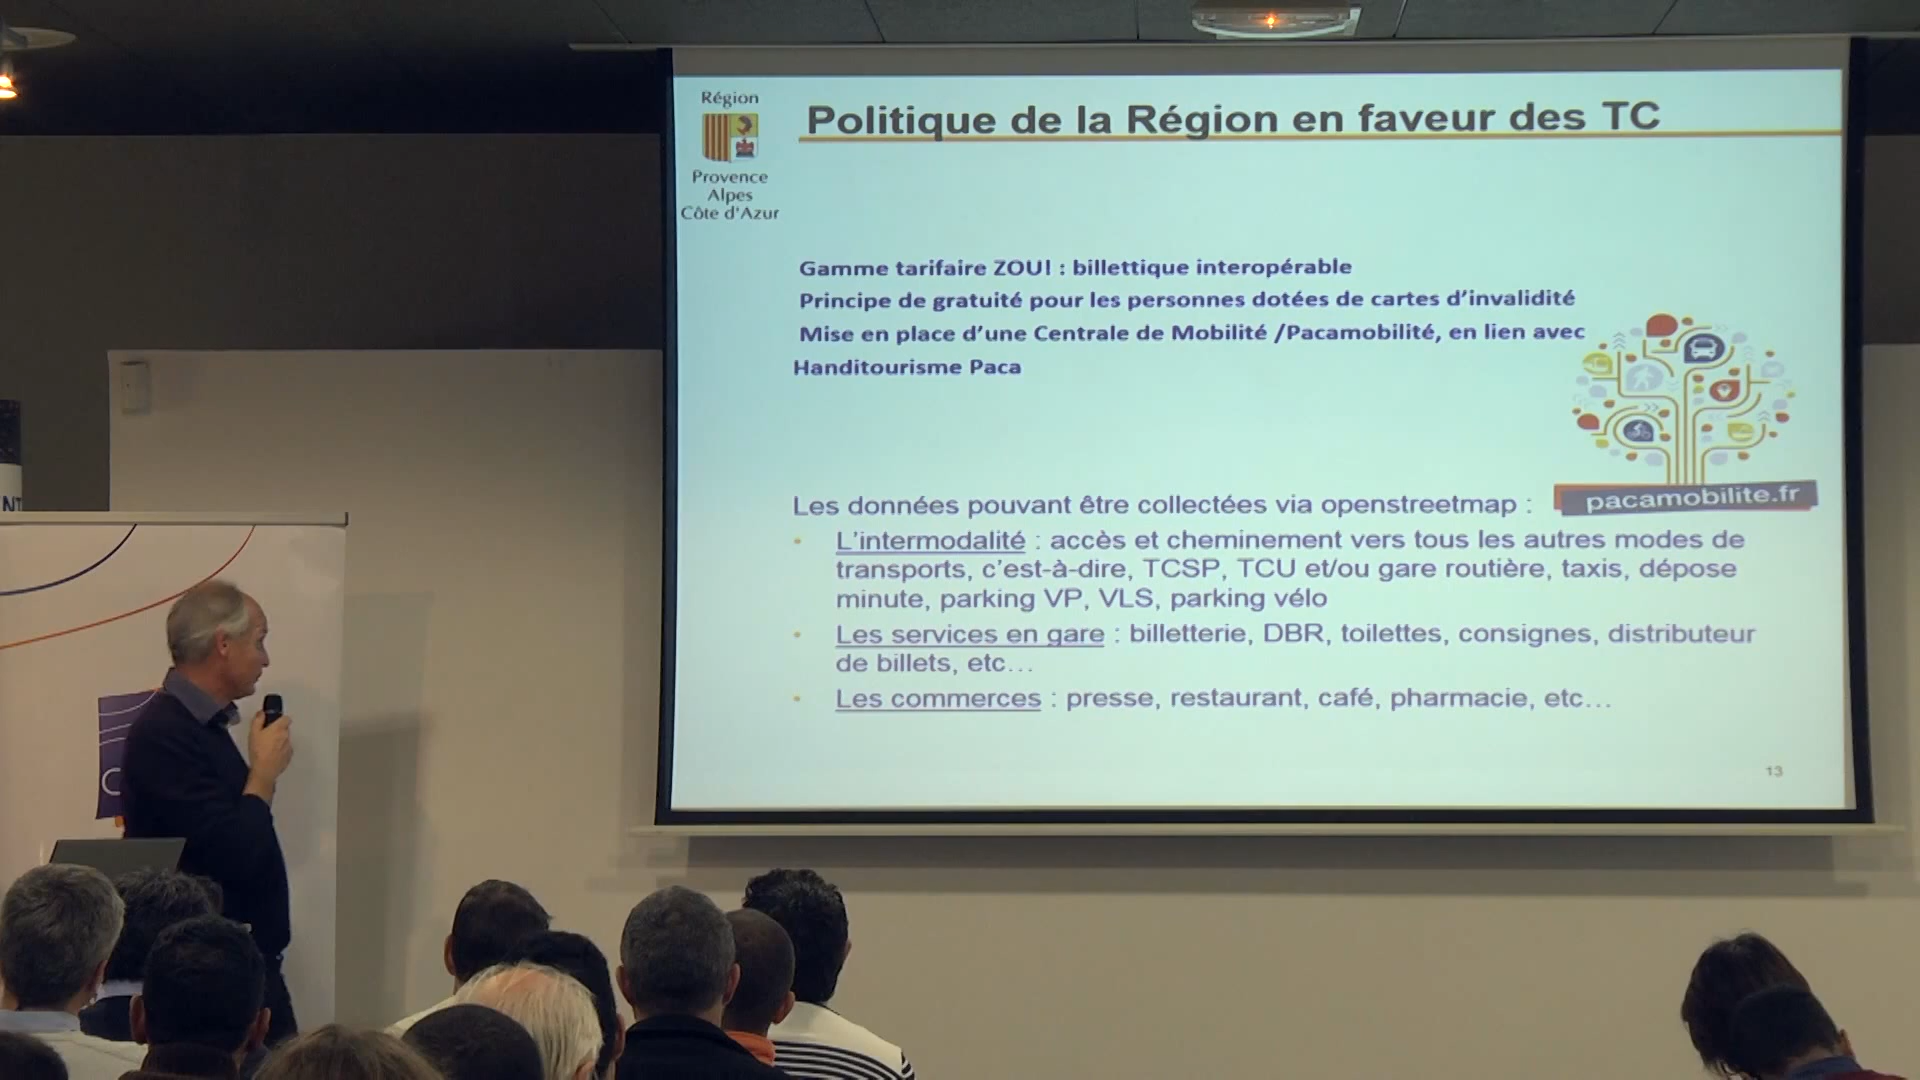 Région
Provence
Alpes
Côte d'Azur
Politique de la Région en faveur des TC
Gamme tarifaire ZOU! : billettique interopérable
Principe de gratuité pour les personnes dotées de cartes d'invalidité
Mise en place d'une Centrale de Mobilité /Pacamobilité, en lien avec
Handitourisme Paca
pacamobilite.fr
Les données pouvant être collectées via openstreetmap :
• L'intermodalité : accès et cheminement vers tous les autres modes de
transports, c'est-à-dire, TCSP, TCU et/ou gare routière, taxis, dépose
minute, parking VP, VLS, parking vélo
• Les services en gare : billetterie, DBR, toilettes, consignes, distributeur
de billets, etc…
• Les commerces : presse, restaurant, café, pharmacie, etc…
13